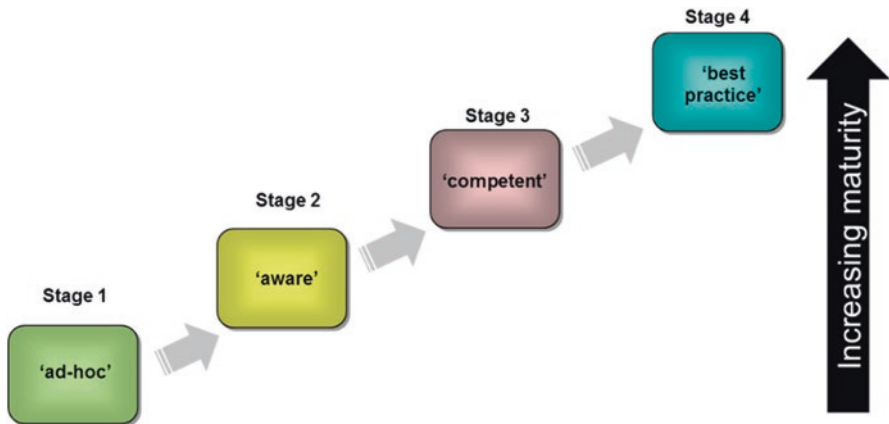 Stage 4
‘best
practice’
Stage 3
‘competent’
Stage 2
‘aware’
Stage 1
‘ad-hoc’
Increasing maturity